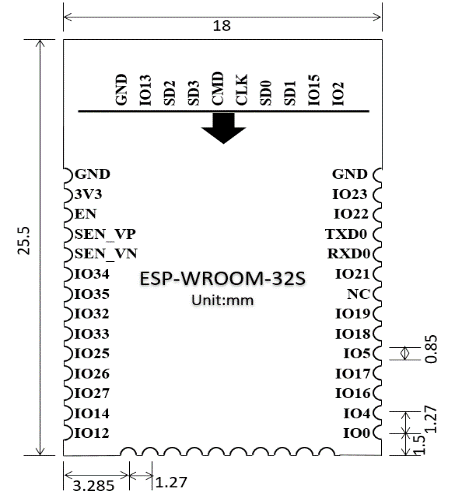 18
GND IO13 SD2 SD3 CMD CLK SD0 SD1 IO15 IO2
GND GND
3V3 IO23
EN IO22
SEN_VP TXD0
SEN_VN RXD0
25.5
IO34 IO21
ESP-WROOM-32S
IO35 NC
Unit:mm
IO32 IO19
IO33 IO18
IO25 IO5 0.85
IO26 IO17
IO27 IO16
IO14 IO4 1.27
IO12 IO0 1.5
3.285 1.27